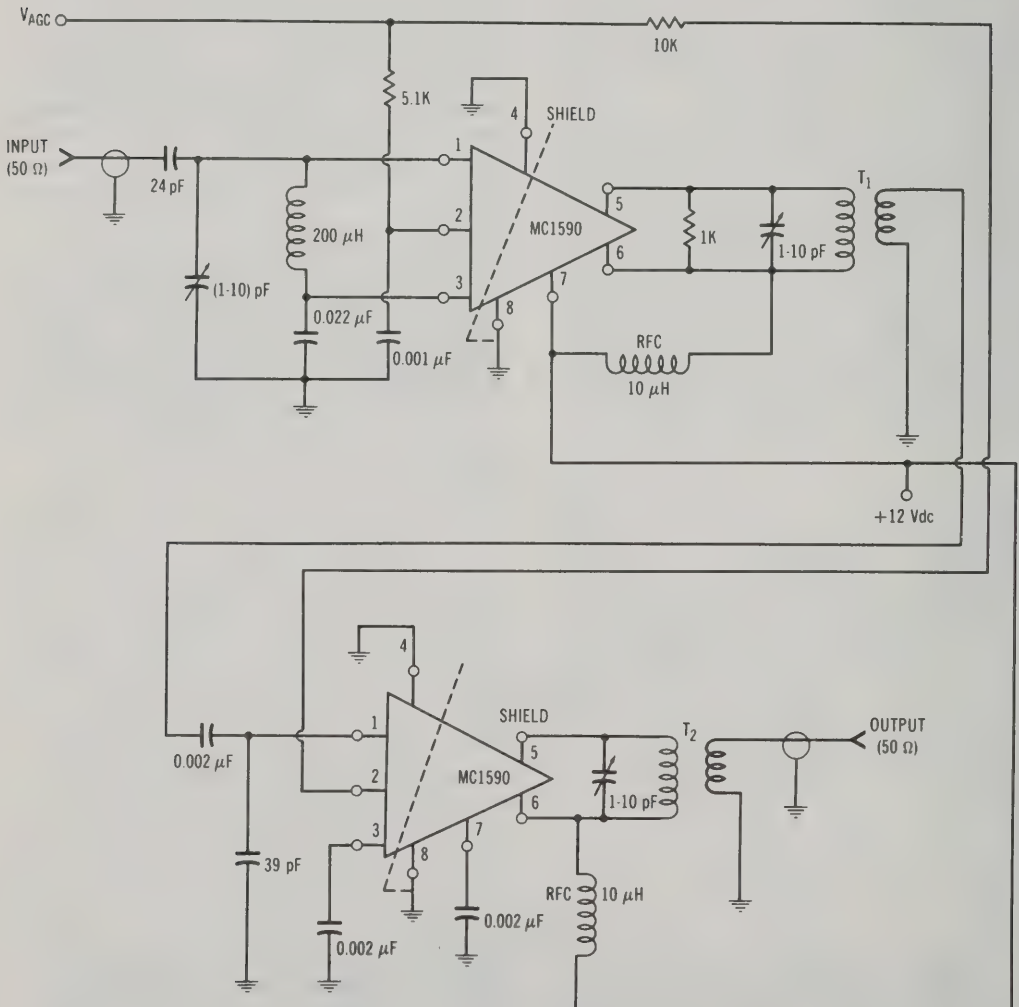 V_AGC
10K
5.1K
4
SHIELD
INPUT
(50 Ω)
24 pF
1
T₁
5
200 μH
2
MC1590
1K
1-10 pF
6
(1-10) pF
3
7
8
0.022 μF
0.001 μF
RFC
10 μH
+12 Vdc
4
SHIELD
T₂
OUTPUT
(50 Ω)
1
5
0.002 μF
MC1590
2
1-10 pF
6
3
7
8
39 pF
RFC
10 μH
0.002 μF
0.002 μF